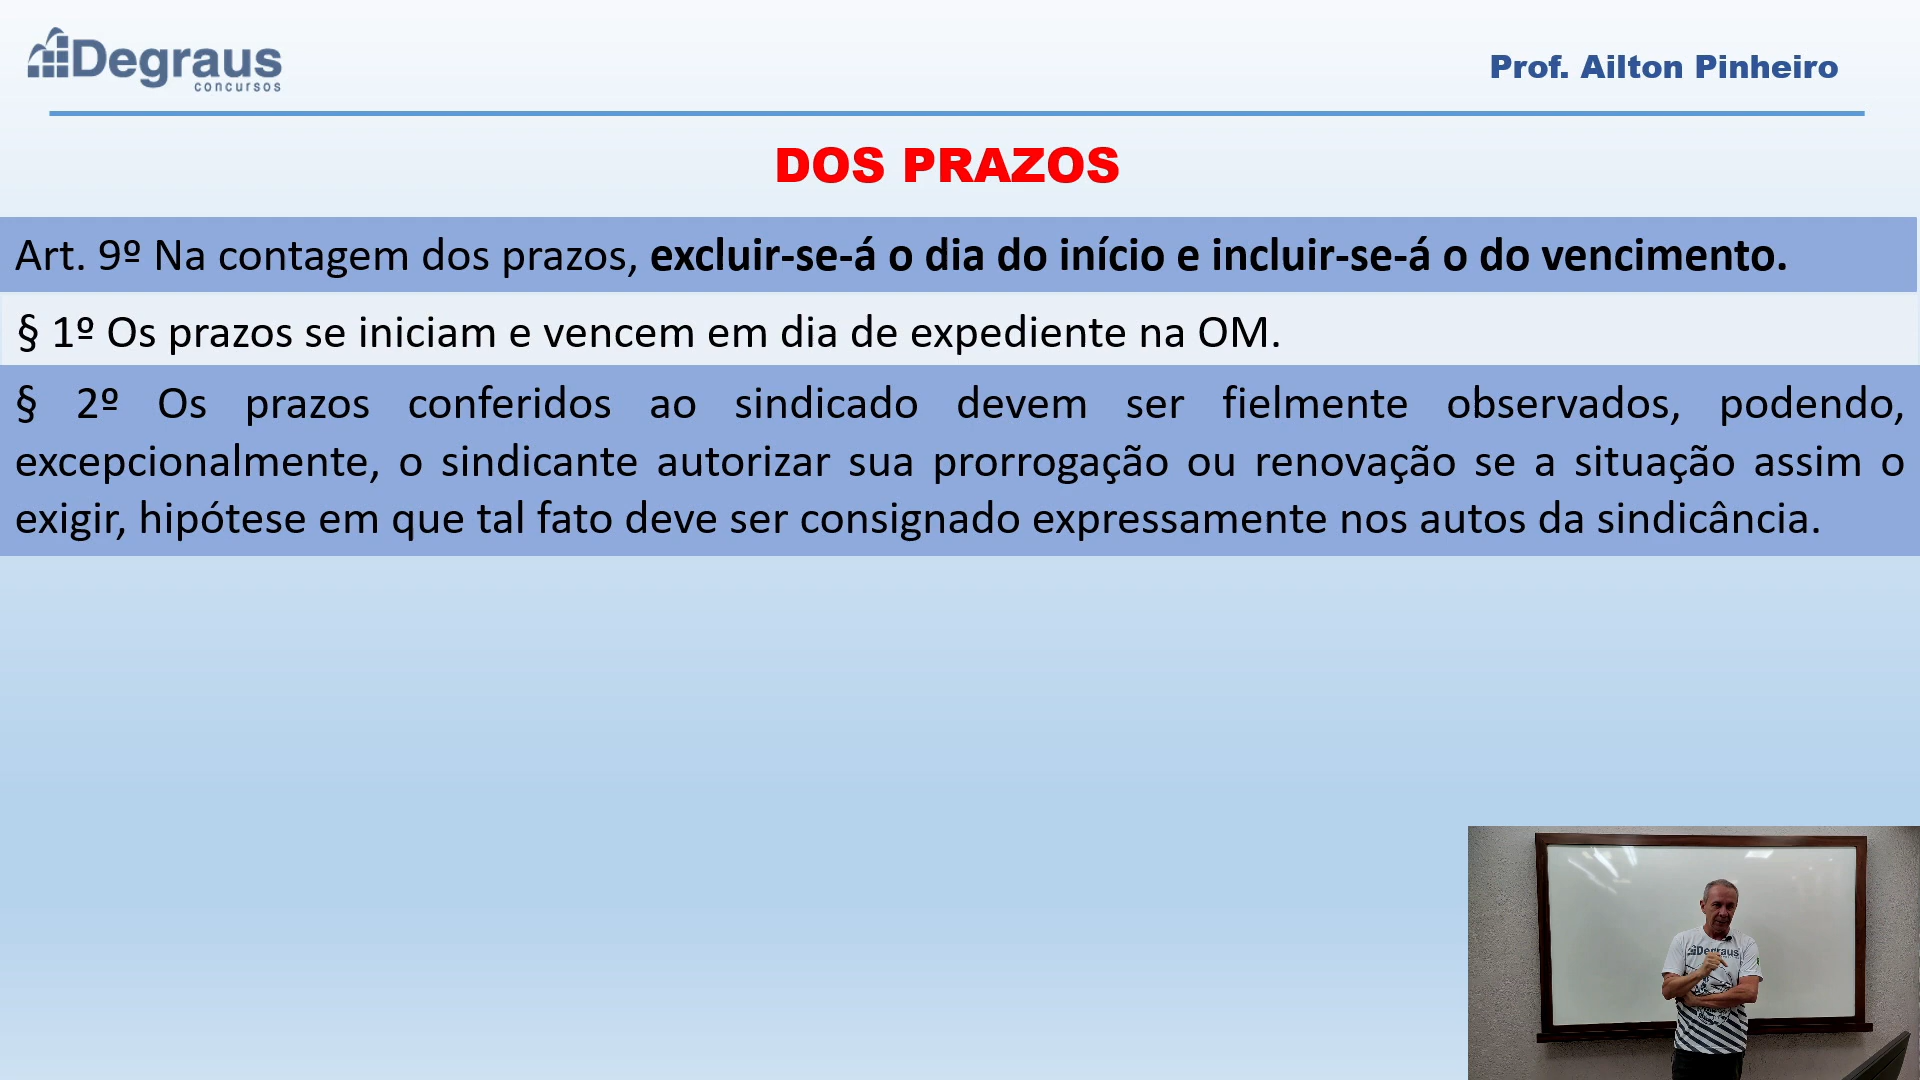 Degraus
concursos
Prof. Ailton Pinheiro
DOS PRAZOS
Art. 9º Na contagem dos prazos, excluir-se-á o dia do início e incluir-se-á o do vencimento.
§ 1º Os prazos se iniciam e vencem em dia de expediente na OM.
§ 2º Os prazos conferidos ao sindicado devem ser fielmente observados, podendo,
excepcionalmente, o sindicante autorizar sua prorrogação ou renovação se a situação assim o
exigir, hipótese em que tal fato deve ser consignado expressamente nos autos da sindicância.
Degraus